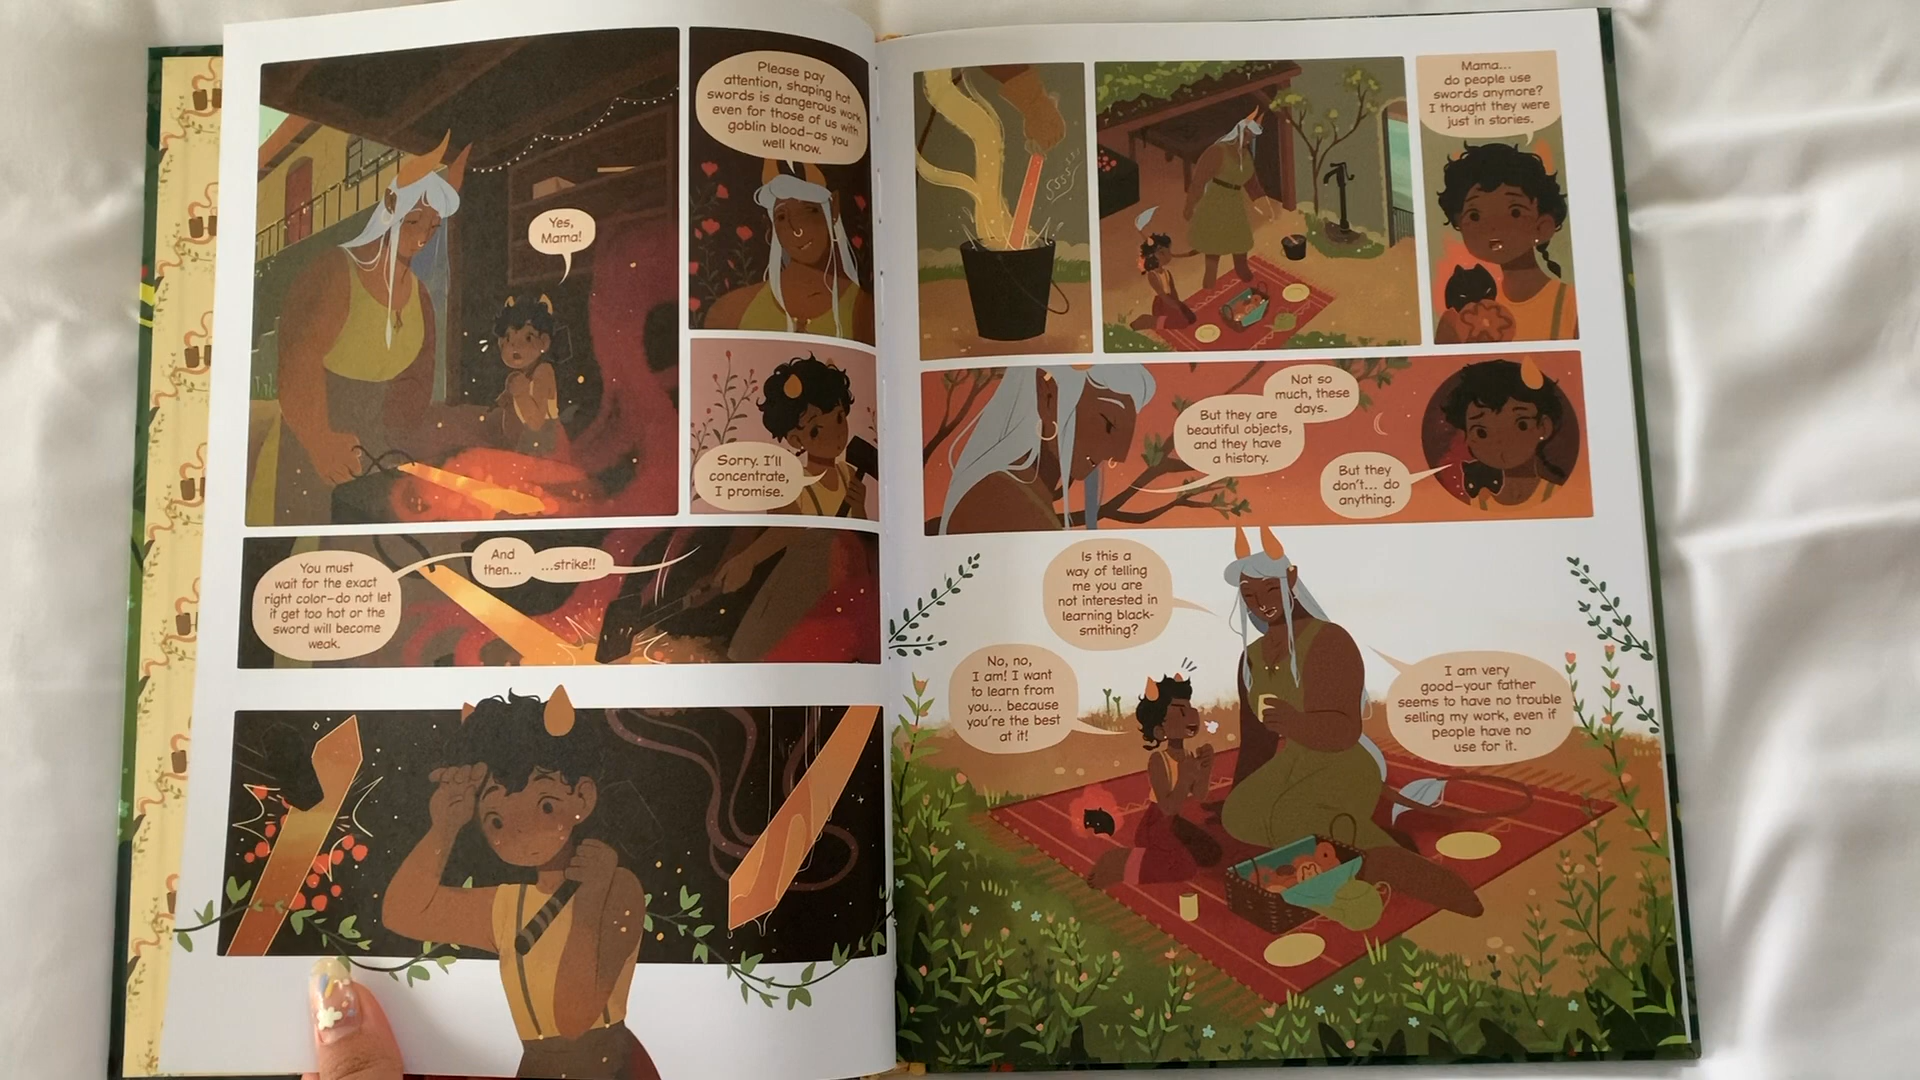 Yes,
Mama!
Please pay
attention, shaping hot
swords is dangerous work
even for those of us with
goblin blood—as you
well know.
Sorry. I'll
concentrate,
I promise.
You must
wait for the exact
right color—do not let
it get too hot or the
sword will become
weak.
And
then...
...strike!!
Sssss!
Mama...
do people use
swords anymore?
I thought they were
just in stories.
Not so
much, these
days.
But they are
beautiful objects,
and they have
a history.
But they
don't... do
anything.
Is this a
way of telling
me you are
not interested in
learning black-
smithing?
No, no,
I am! I want
to learn from
you... because
you're the best
at it!
I am very
good—your father
seems to have no trouble
selling my work, even if
people have no
use for it.